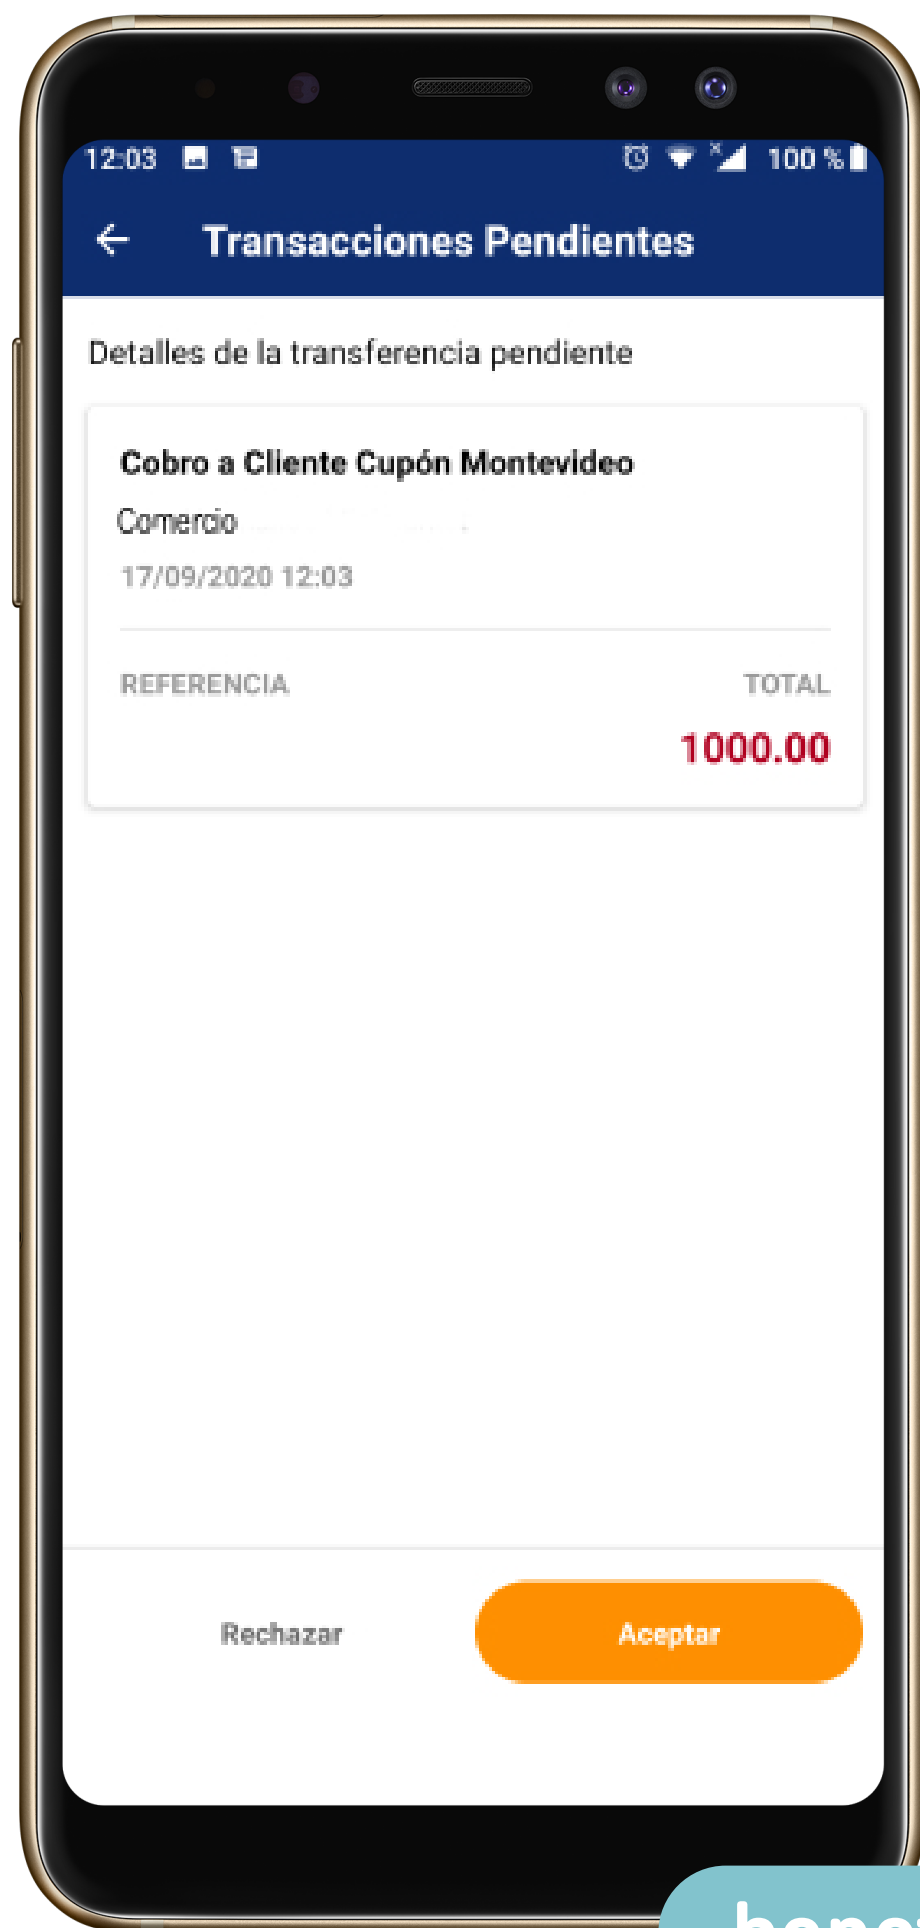 12:03 100 %
Transacciones Pendientes
Detalles de la transferencia pendiente
Cobro a Cliente Cupón Montevideo
Comercio
17/09/2020 12:03
REFERENCIA TOTAL
1000.00
Rechazar Aceptar